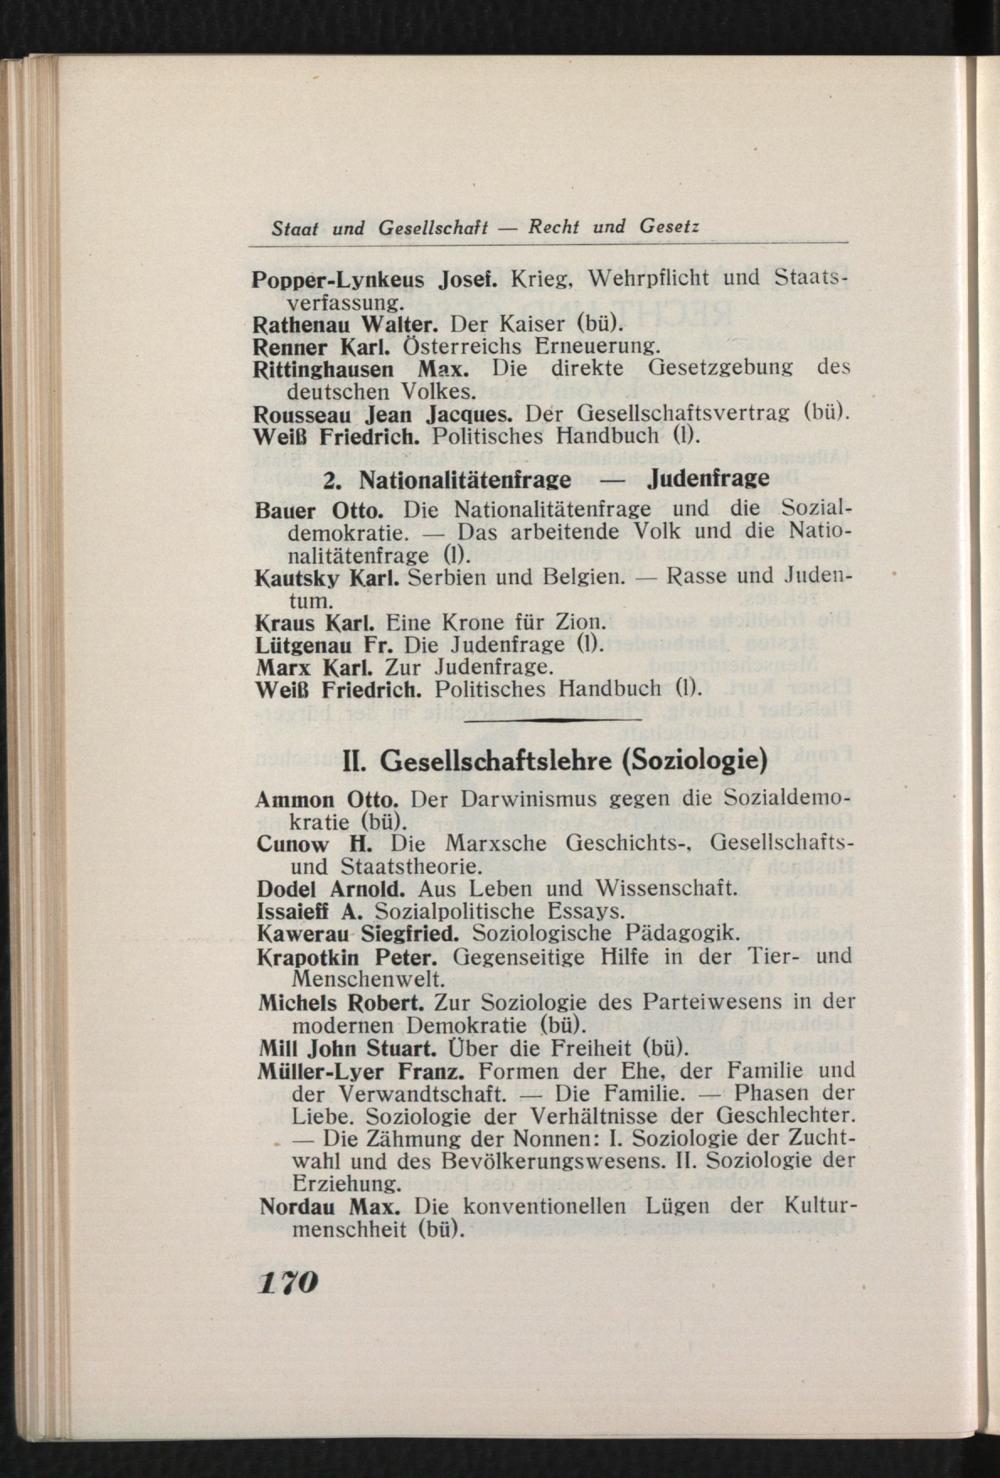 Staat und Gesellschaft — Recht und Gesetz
Popper-Lynkeus Josef. Krieg, Wehrpflicht und Staats-
verfassung.
Rathenau Walter. Der Kaiser (bü).
Renner Karl. Österreichs Erneuerung.
Rittinghausen Max. Die direkte Gesetzgebung des
deutschen Volkes.
Rousseau Jean Jacques. Der Gesellschaftsvertrag (bü).
Weiß Friedrich. Politisches Handbuch (l).
2. Nationalitätenfrage — Judenfrage
Bauer Otto. Die Nationalitätenfrage und die Sozial-
demokratie. — Das arbeitende Volk und die Natio-
nalitätenfrage (l).
Kautsky Karl. Serbien und Belgien. — Rasse und Juden-
tum.
Kraus Karl. Eine Krone für Zion.
Lütgenau Fr. Die Judenfrage (l).
Marx Karl. Zur Judenfrage.
Weiß Friedrich. Politisches Handbuch (l).
II. Gesellschaftslehre (Soziologie)
Ammon Otto. Der Darwinismus gegen die Sozialdemo-
kratie (bü).
Cunow H. Die Marxsche Geschichts-, Gesellschafts-
und Staatstheorie.
Dodel Arnold. Aus Leben und Wissenschaft.
Issaieff A. Sozialpolitische Essays.
Kawerau Siegfried. Soziologische Pädagogik.
Krapotkin Peter. Gegenseitige Hilfe in der Tier- und
Menschenwelt.
Michels Robert. Zur Soziologie des Parteiwesens in der
modernen Demokratie (bü).
Mill John Stuart. Über die Freiheit (bü).
Müller-Lyer Franz. Formen der Ehe, der Familie und
der Verwandtschaft. — Die Familie. — Phasen der
Liebe. Soziologie der Verhältnisse der Geschlechter.
— Die Zähmung der Nonnen: I. Soziologie der Zucht-
wahl und des Bevölkerungswesens. II. Soziologie der
Erziehung.
Nordau Max. Die konventionellen Lügen der Kultur-
menschheit (bü).
170